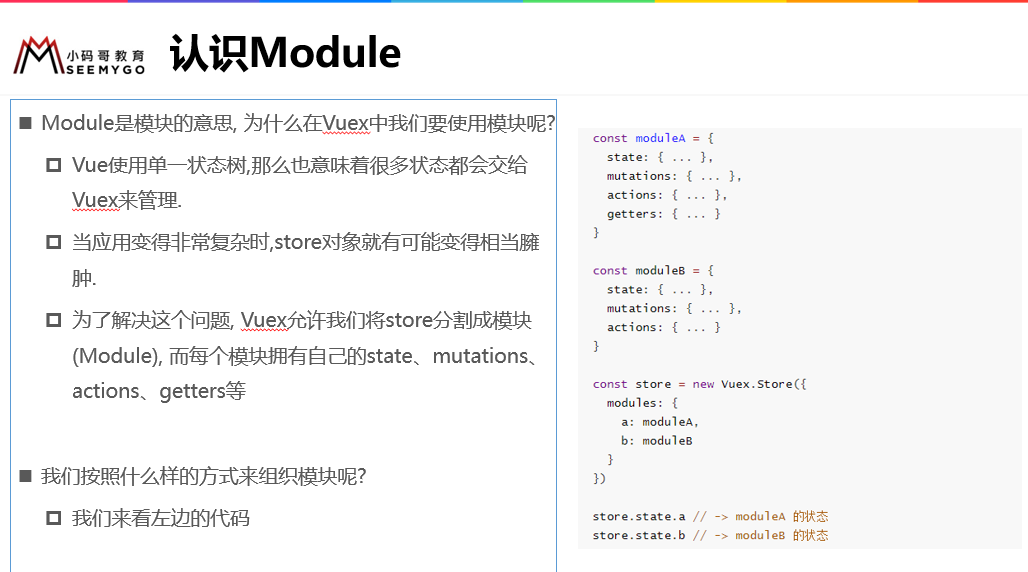 小码哥教育
SEEMYGO
认识Module
Module是模块的意思, 为什么在Vuex中我们要使用模块呢?
Vue使用单一状态树,那么也意味着很多状态都会交给
Vuex来管理.
当应用变得非常复杂时,store对象就有可能变得相当臃
肿.
为了解决这个问题, Vuex允许我们将store分割成模块
(Module), 而每个模块拥有自己的state、mutations、
actions、getters等
我们按照什么样的方式来组织模块呢?
我们来看左边的代码
const moduleA = {
  state: { ... },
  mutations: { ... },
  actions: { ... },
  getters: { ... }
}
const moduleB = {
  state: { ... },
  mutations: { ... },
  actions: { ... }
}
const store = new Vuex.Store({
  modules: {
    a: moduleA,
    b: moduleB
  }
})
store.state.a // -> moduleA 的状态
store.state.b // -> moduleB 的状态